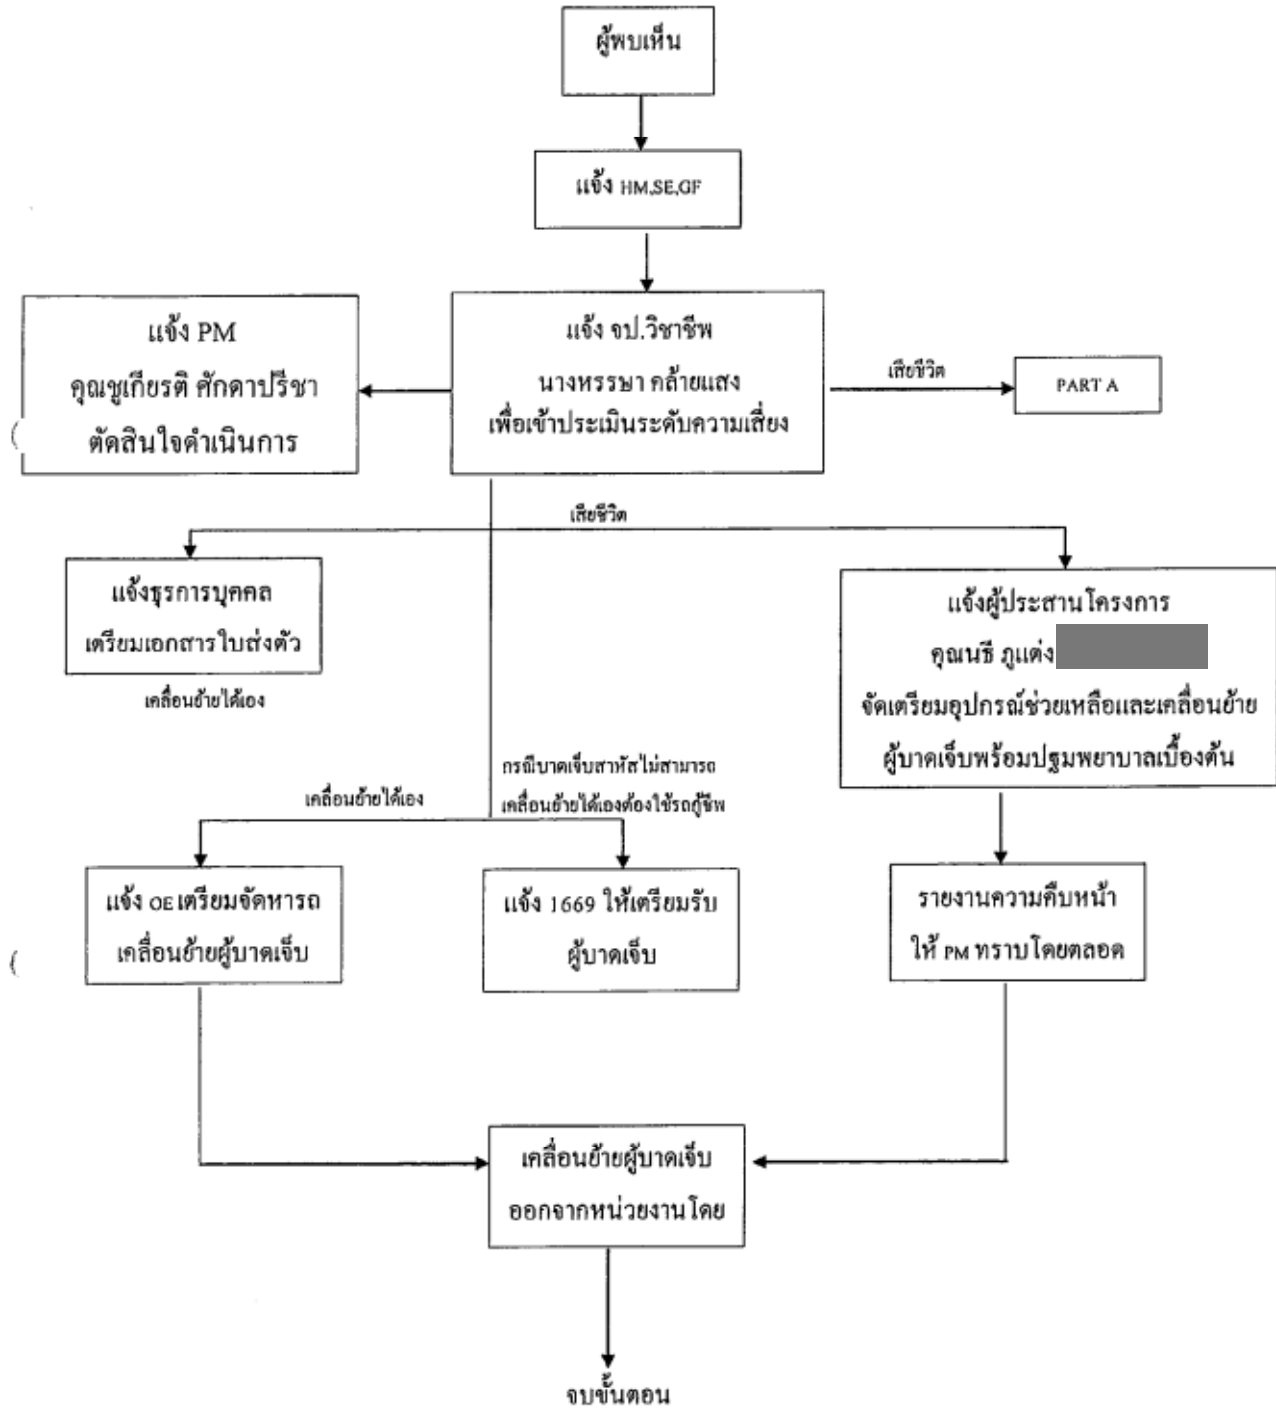 ผู้พบเห็น
แจ้ง HM,SE,GF
แจ้ง PM
คุณชูเกียรติ ศักดาปรีชา
ตัดสินใจดำเนินการ
แจ้ง จป.วิชาชีพ
นางหรรษา คล้ายแสง
เพื่อเข้าประเมินระดับความเสี่ยง
เสียชีวิต
PART A
เสียชีวิต
แจ้งธุรการบุคคล
เตรียมเอกสารใบส่งตัว
เคลื่อนย้ายได้เอง
แจ้งผู้ประสานโครงการ
คุณนธี ภูแต่ง
จัดเตรียมอุปกรณ์ช่วยเหลือและเคลื่อนย้าย
ผู้บาดเจ็บพร้อมปฐมพยาบาลเบื้องต้น
เคลื่อนย้ายได้เอง
กรณีบาดเจ็บสาหัสไม่สามารถ
เคลื่อนย้ายได้เองต้องใช้รถกู้ชีพ
แจ้ง OE เตรียมจัดหารถ
เคลื่อนย้ายผู้บาดเจ็บ
แจ้ง 1669 ให้เตรียมรับ
ผู้บาดเจ็บ
รายงานความคืบหน้า
ให้ PM ทราบโดยตลอด
เคลื่อนย้ายผู้บาดเจ็บ
ออกจากหน่วยงานโดย
จบขั้นตอน